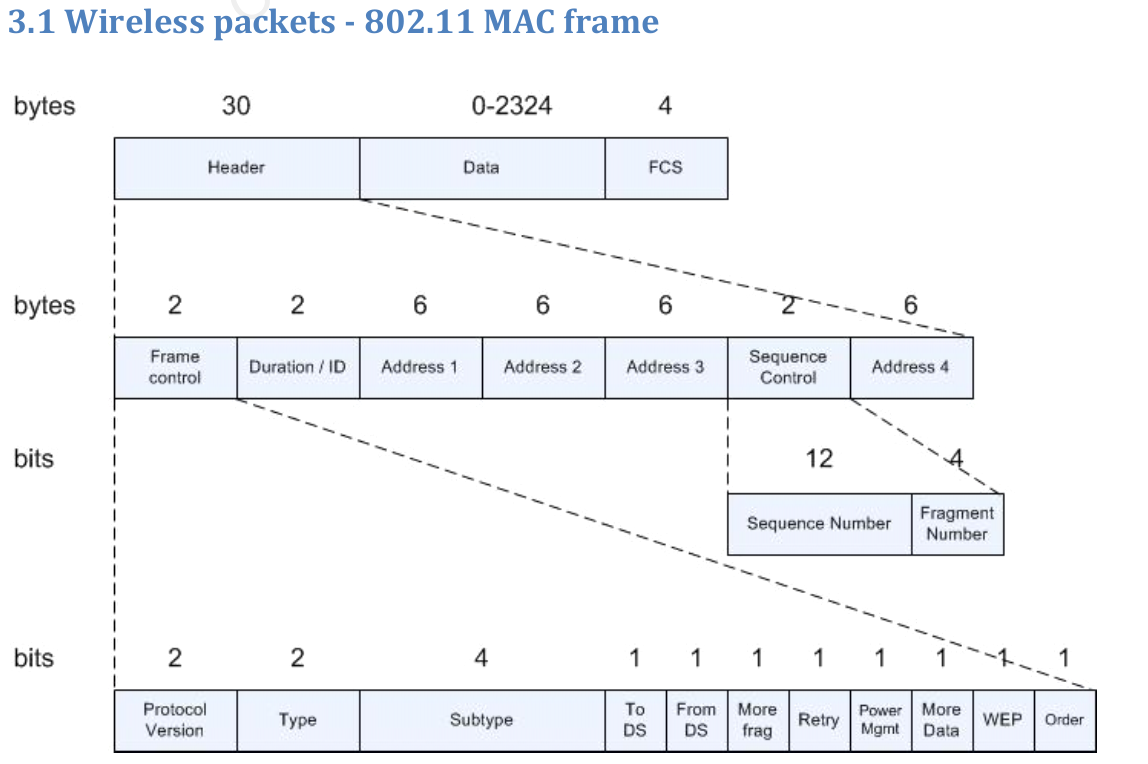 3.1 Wireless packets - 802.11 MAC frame
bytes 30 0-2324 4
Header Data FCS
bytes 2 2 6 6 6 2 6
Frame control Duration / ID Address 1 Address 2 Address 3 Sequence Control Address 4
bits 12 4
Sequence Number Fragment Number
bits 2 2 4 1 1 1 1 1 1 1 1
Protocol Version Type Subtype To DS From DS More frag Retry Power Mgmt More Data WEP Order